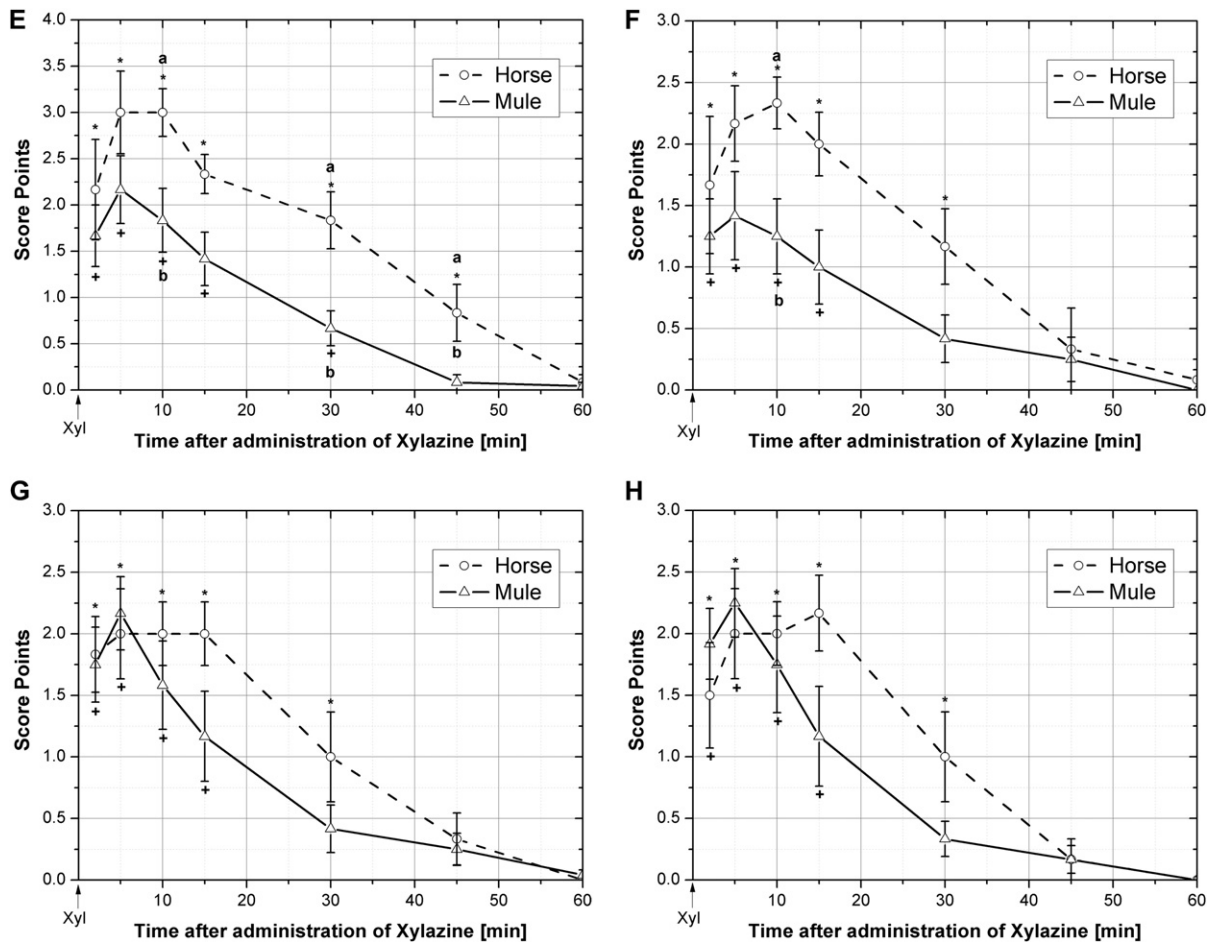 E
4.0
3.5
3.0
2.5
2.0
1.5
1.0
0.5
0.0
Score Points
Horse
Mule
* * a * * a * a *
+ + + b + + b b
10 20 30 40 50 60
Xyl
Time after administration of Xylazine [min]
F
3.0
2.5
2.0
1.5
1.0
0.5
0.0
Score Points
Horse
Mule
* * a * * *
+ + + b +
10 20 30 40 50 60
Xyl
Time after administration of Xylazine [min]
G
3.0
2.5
2.0
1.5
1.0
0.5
0.0
Score Points
Horse
Mule
* * * * *
+ + + +
10 20 30 40 50 60
Xyl
Time after administration of Xylazine [min]
H
3.0
2.5
2.0
1.5
1.0
0.5
0.0
Score Points
Horse
Mule
* * * * *
+ + + +
10 20 30 40 50 60
Xyl
Time after administration of Xylazine [min]